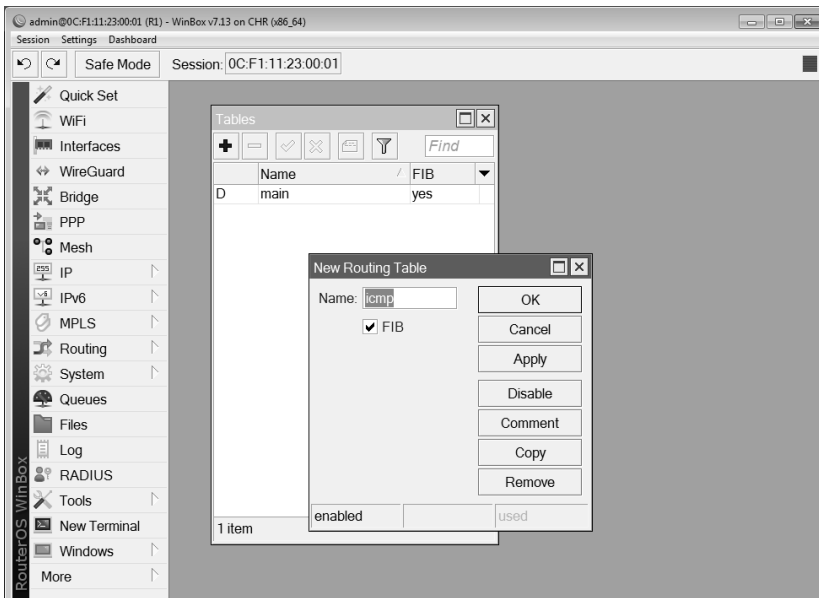 admin@0C:F1:11:23:00:01 (R1) - WinBox v7.13 on CHR (x86_64)
Session Settings Dashboard
Safe Mode
Session: 0C:F1:11:23:00:01
Quick Set
WiFi
Interfaces
WireGuard
Bridge
PPP
Mesh
IP
IPv6
MPLS
Routing
System
Queues
Files
Log
RADIUS
Tools
New Terminal
Windows
More
RouterOS WinBox
Tables
Find
Name FIB
D main yes
1 item
New Routing Table
Name: icmp
FIB
OK
Cancel
Apply
Disable
Comment
Copy
Remove
enabled
used